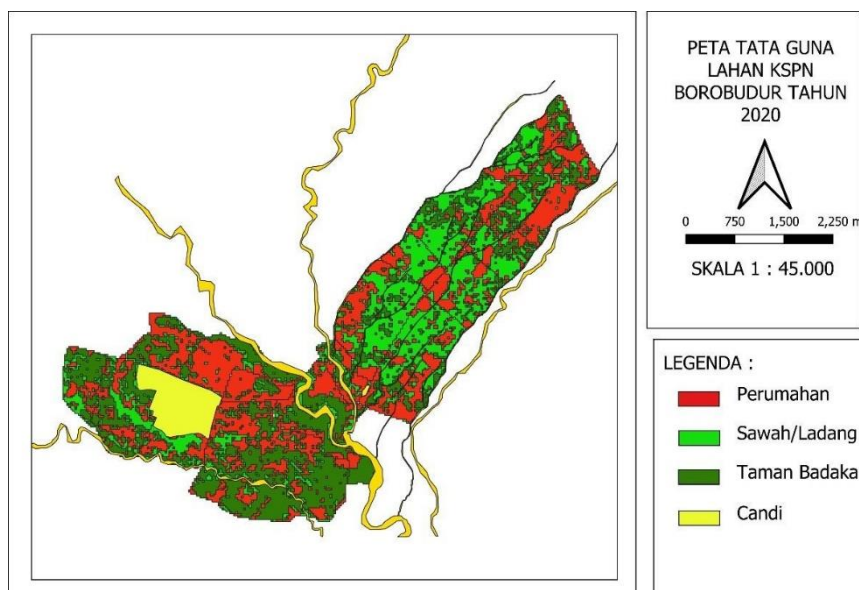 PETA TATA GUNA
LAHAN KSPN
BOROBUDUR TAHUN
2020
0 750 1,500 2,250 m
SKALA 1 : 45.000
LEGENDA :
Perumahan
Sawah/Ladang
Taman Badaka
Candi